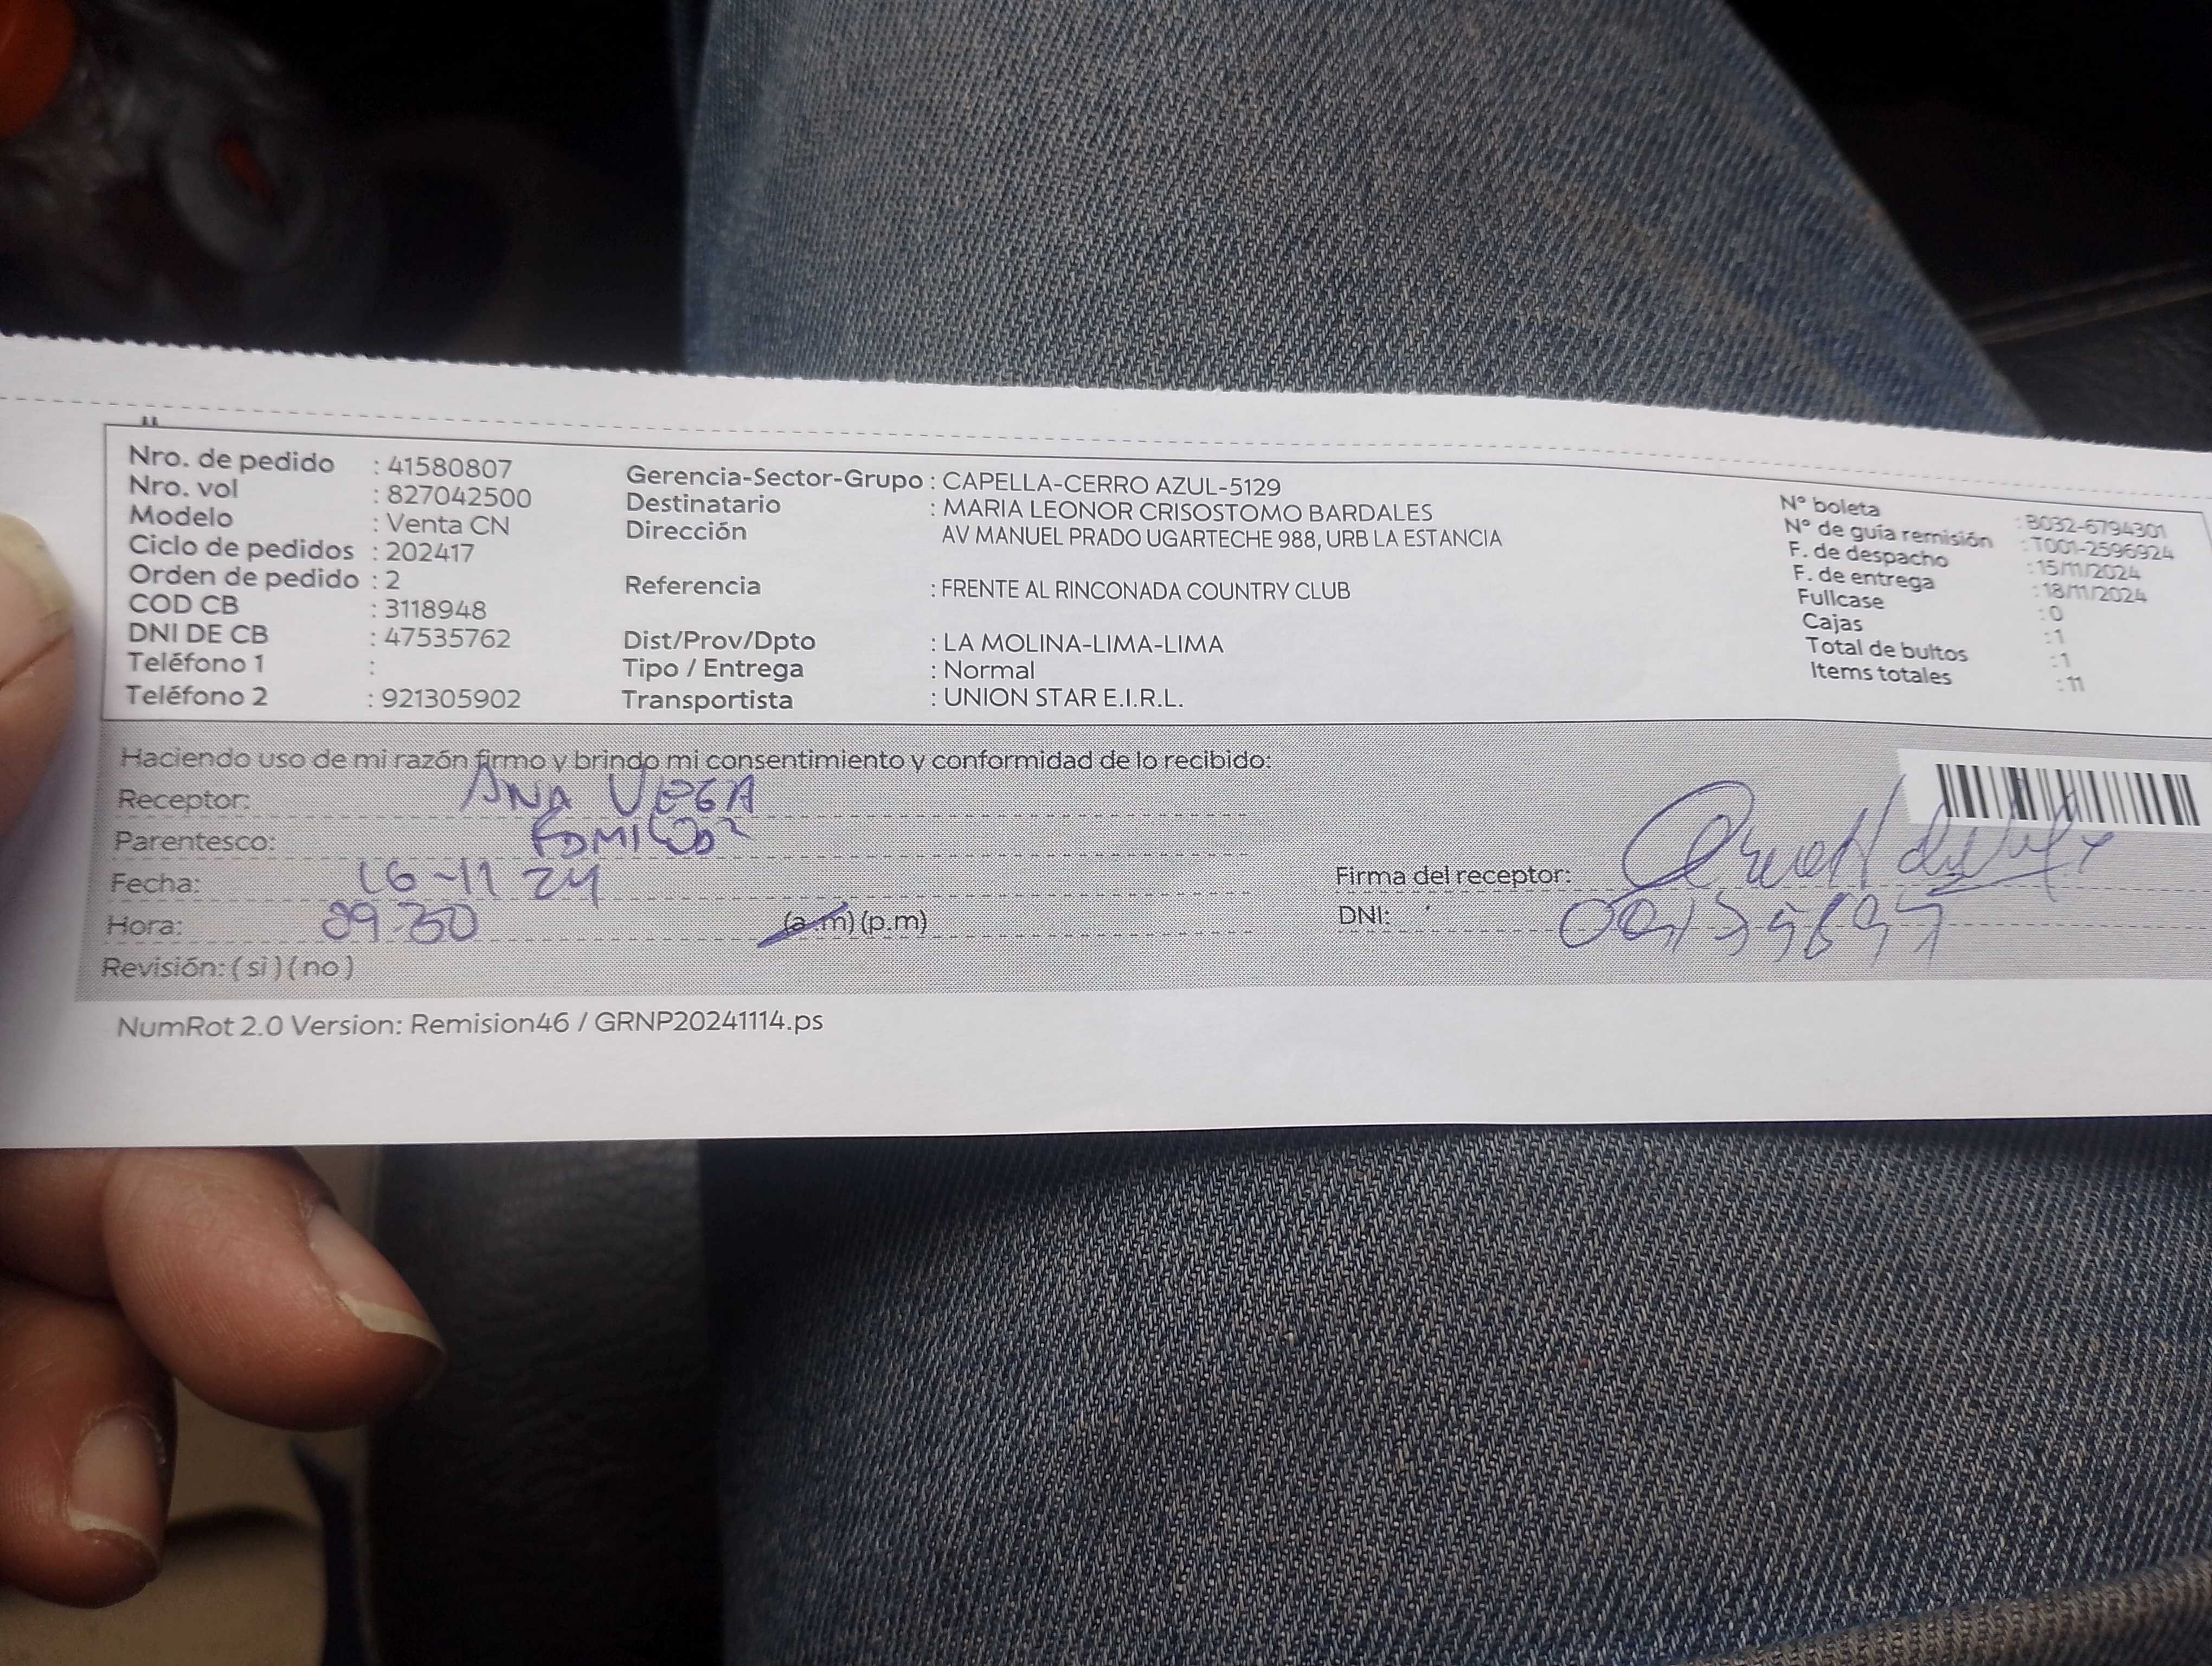 Nro. de pedido : 41580807
Nro. vol : 827042500
Modelo : Venta CN
Ciclo de pedidos : 202417
Orden de pedido : 2
COD CB : 3118948
DNI DE CB : 47535762
Teléfono 1 :
Teléfono 2 : 921305902
Gerencia-Sector-Grupo : CAPELLA-CERRO AZUL-5129
Destinatario : MARIA LEONOR CRISOSTOMO BARDALES
Dirección AV MANUEL PRADO UGARTECHE 988, URB LA ESTANCIA
Referencia : FRENTE AL RINCONADA COUNTRY CLUB
Dist/Prov/Dpto : LA MOLINA-LIMA-LIMA
Tipo / Entrega : Normal
Transportista : UNION STAR E.I.R.L.
N° boleta : B032-6794301
N° de guía remisión : T001-2596924
F. de despacho : 15/11/2024
F. de entrega : 18/11/2024
Fullcase : 0
Cajas : 1
Total de bultos : 1
Items totales : 11
Haciendo uso de mi razón firmo y brindo mi consentimiento y conformidad de lo recibido:
Receptor: ANA VEGA
Parentesco:
Fecha: 16-11 24
Hora: 09-30 (a.m) (p.m)
Revisión: ( si ) ( no )
Firma del receptor:
DNI:
NumRot 2.0 Version: Remision46 / GRNP20241114.ps